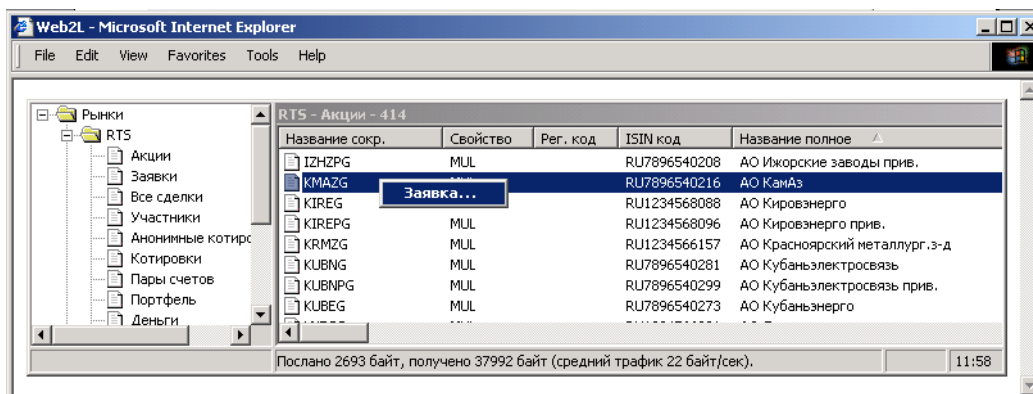 Web2L - Microsoft Internet Explorer
File Edit View Favorites Tools Help
Рынки
RTS
Акции
Заявки
Все сделки
Участники
Анонимные котирс
Котировки
Пары счетов
Портфель
Деньги
RTS - Акции - 414
Название сокр. Свойство Рег. код ISIN код Название полное
IZHZPG MUL RU7896540208 АО Ижорские заводы прив.
KMAZG RU7896540216 АО КамАз
Заявка...
KIREG RU1234568088 АО Кировэнерго
KIREPG MUL RU1234568096 АО Кировэнерго прив.
KRMZG MUL RU1234566157 АО Красноярский металлург.з-д
KUBNG MUL RU7896540281 АО Кубаньэлектросвязь
KUBNPG MUL RU7896540299 АО Кубаньэлектросвязь прив.
KUBEG MUL RU7896540273 АО Кубаньэнерго
Послано 2693 байт, получено 37992 байт (средний трафик 22 байт/сек). 11:58